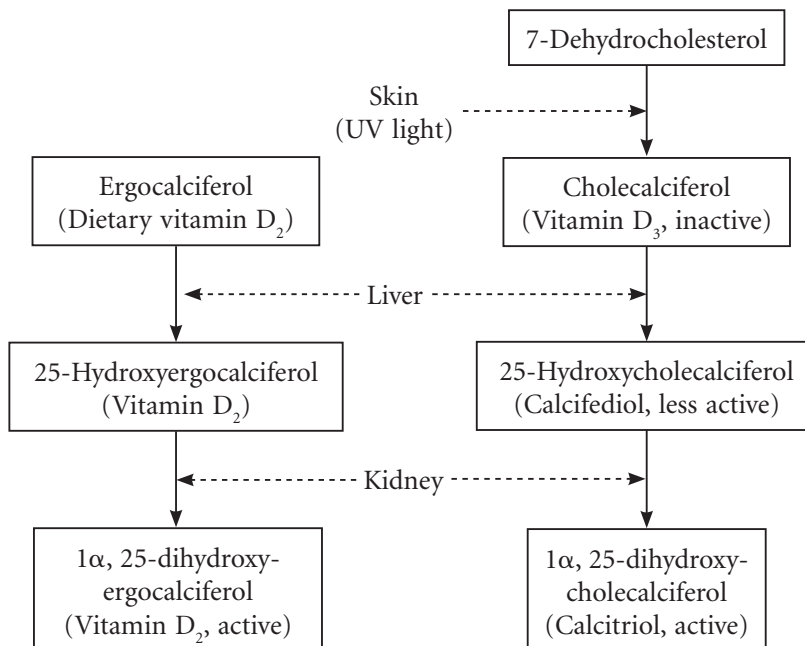 7-Dehydrocholesterol
Skin
(UV light)
Ergocalciferol
(Dietary vitamin D₂)
Cholecalciferol
(Vitamin D₃, inactive)
Liver
25-Hydroxyergocalciferol
(Vitamin D₂)
25-Hydroxycholecalciferol
(Calcifediol, less active)
Kidney
1α, 25-dihydroxy-
ergocalciferol
(Vitamin D₂, active)
1α, 25-dihydroxy-
cholecalciferol
(Calcitriol, active)